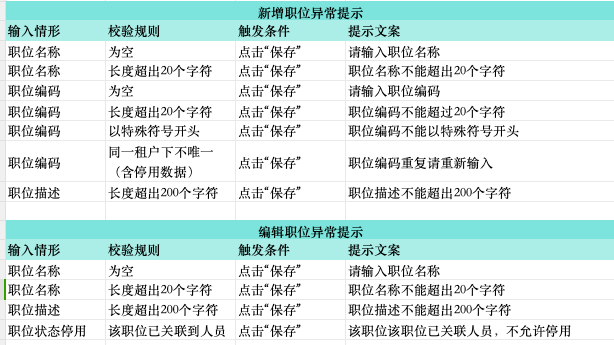 新增职位异常提示
输入情形 校验规则 触发条件 提示文案
职位名称 为空 点击“保存” 请输入职位名称
职位名称 长度超出20个字符 点击“保存” 职位名称不能超出20个字符
职位编码 为空 点击“保存” 请输入职位编码
职位编码 长度超出20个字符 点击“保存” 职位编码不能超过20个字符
职位编码 以特殊符号开头 点击“保存” 职位编码不能以特殊符号开头
职位编码 同一租户下不唯一 点击“保存” 职位编码重复请重新输入
（含停用数据）
职位描述 长度超出200个字符 点击“保存” 职位描述不能超出200个字符
编辑职位异常提示
输入情形 校验规则 触发条件 提示文案
职位名称 为空 点击“保存” 请输入职位名称
职位名称 长度超出20个字符 点击“保存” 职位名称不能超出20个字符
职位描述 长度超出200个字符 点击“保存” 职位描述不能超出200个字符
职位状态停用 该职位已关联到人员 点击“保存” 该职位该职位已关联人员，不允许停用